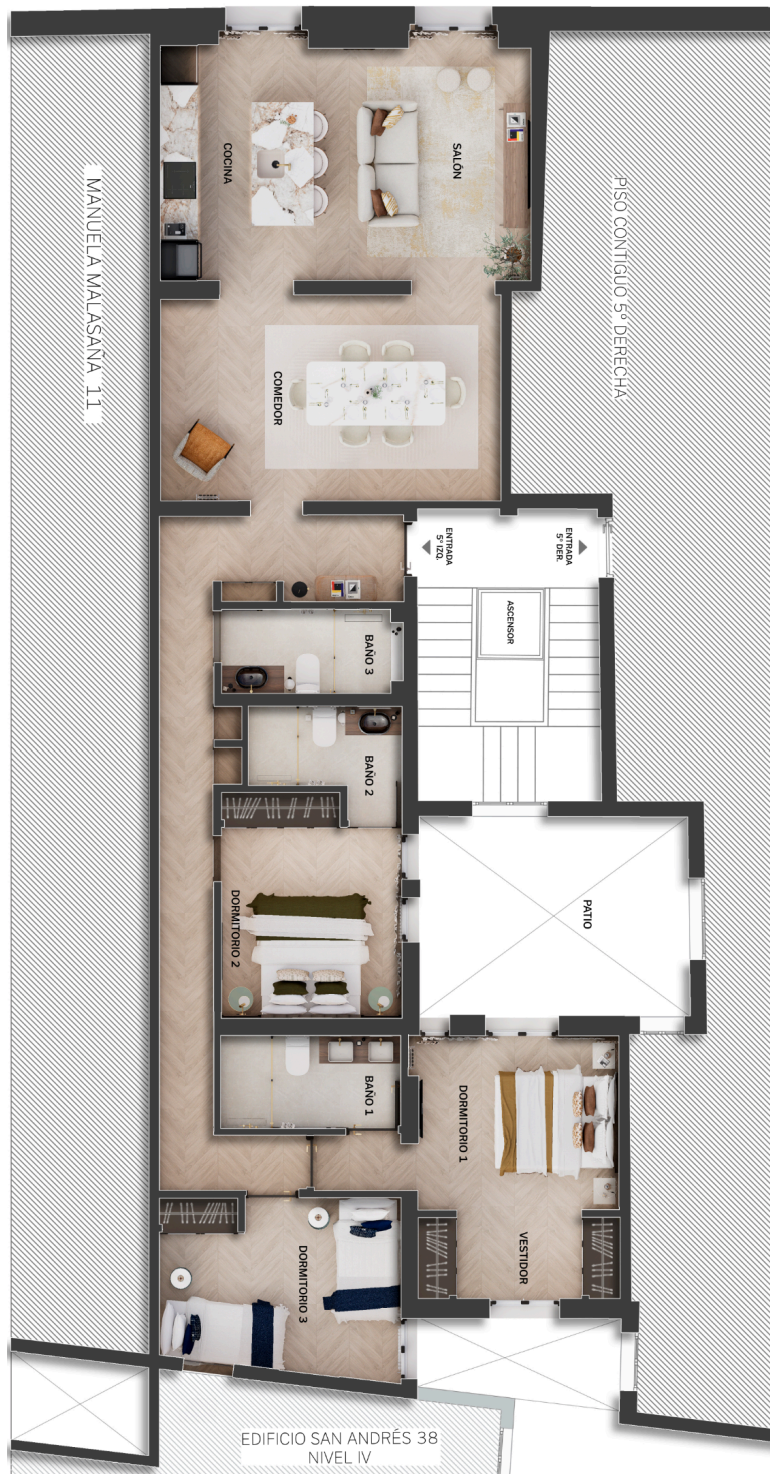 COCINA
SALÓN
MANUELA MALASAÑA 11
PISO CONTIGUO 5º DERECHA
COMEDOR
ENTRADA
5º IZQ.
ENTRADA
5º DER.
ASCENSOR
BAÑO 3
BAÑO 2
DORMITORIO 2
PATIO
BAÑO 1
DORMITORIO 1
VESTIDOR
DORMITORIO 3
EDIFICIO SAN ANDRÉS 38
NIVEL IV